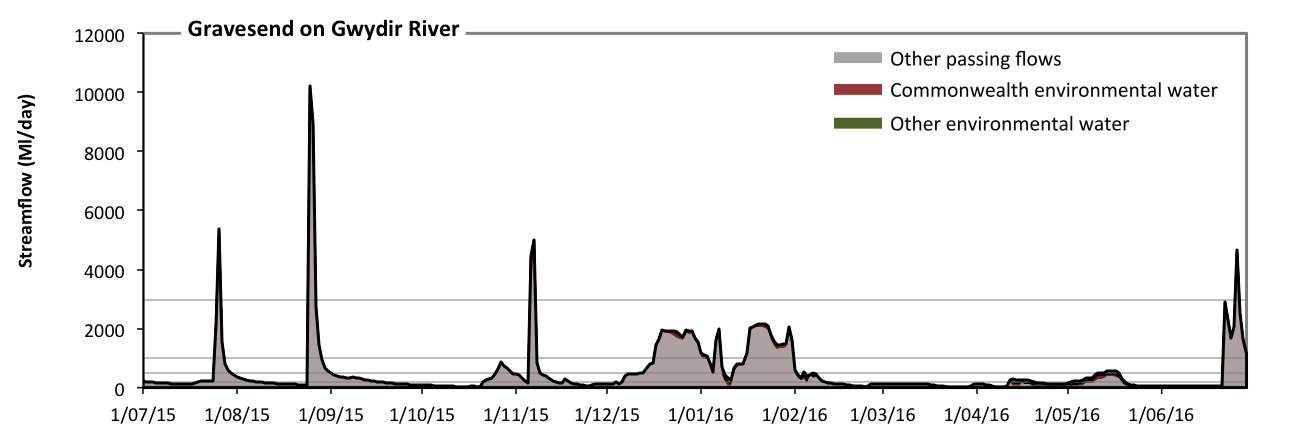 Gravesend on Gwydir River
Streamflow (Ml/day)
12000
10000
8000
6000
4000
2000
0
Other passing flows
Commonwealth environmental water
Other environmental water
1/07/15 1/08/15 1/09/15 1/10/15 1/11/15 1/12/15 1/01/16 1/02/16 1/03/16 1/04/16 1/05/16 1/06/16